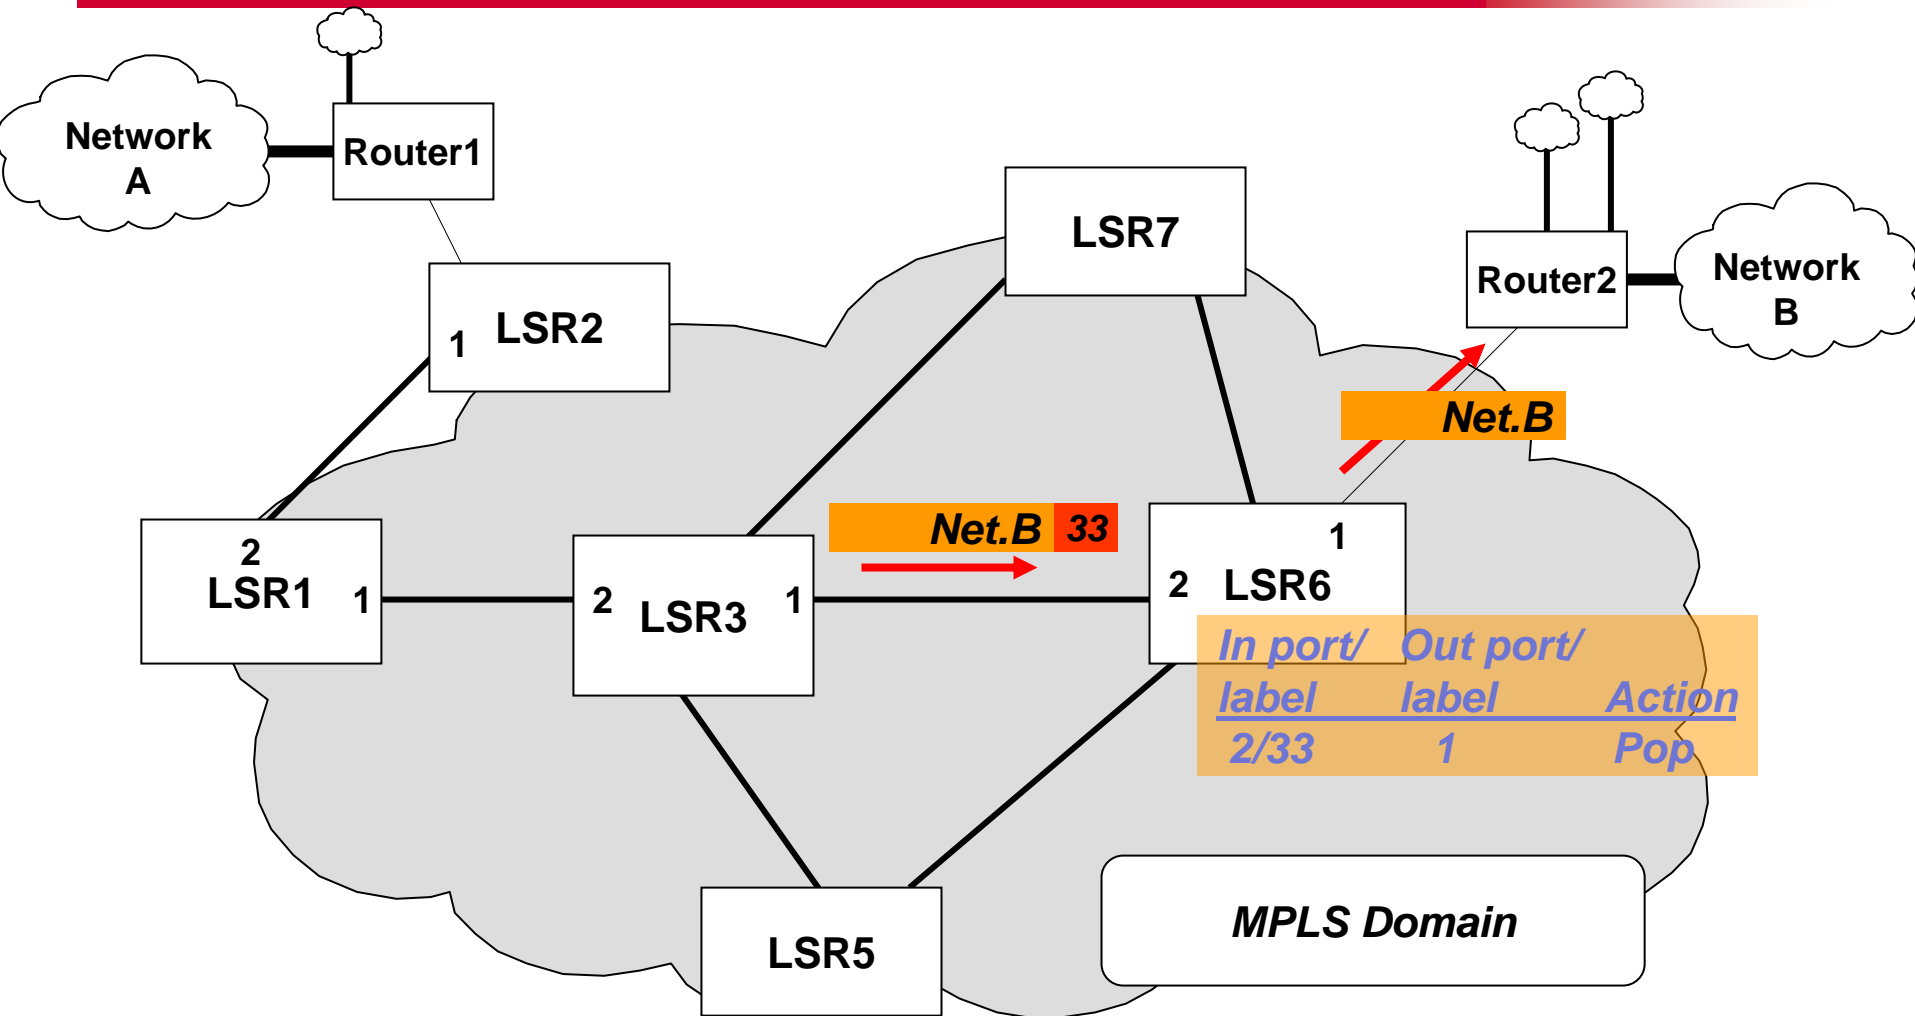 Network
A
Router1
LSR7
Router2
Network
B
1
LSR2
Net.B
2
LSR1
1
2
LSR3
1
Net.B 33
1
2
LSR6
In port/ Out port/
label label Action
2/33 1 Pop
LSR5
MPLS Domain